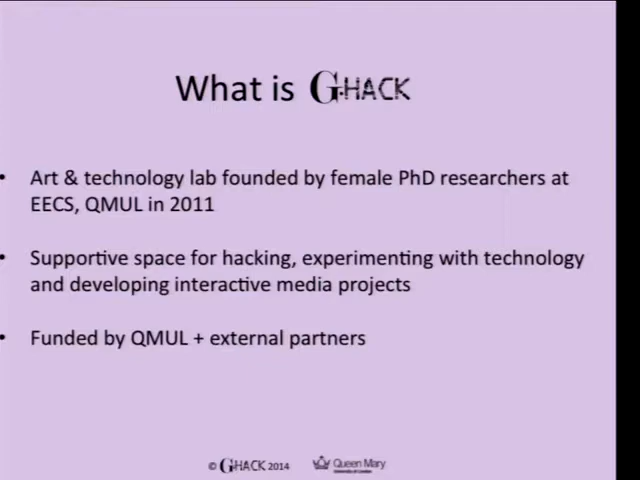 What is G.HACK
• Art & technology lab founded by female PhD researchers at
EECS, QMUL in 2011
• Supportive space for hacking, experimenting with technology
and developing interactive media projects
• Funded by QMUL + external partners
© G.HACK 2014 Queen Mary
University of London